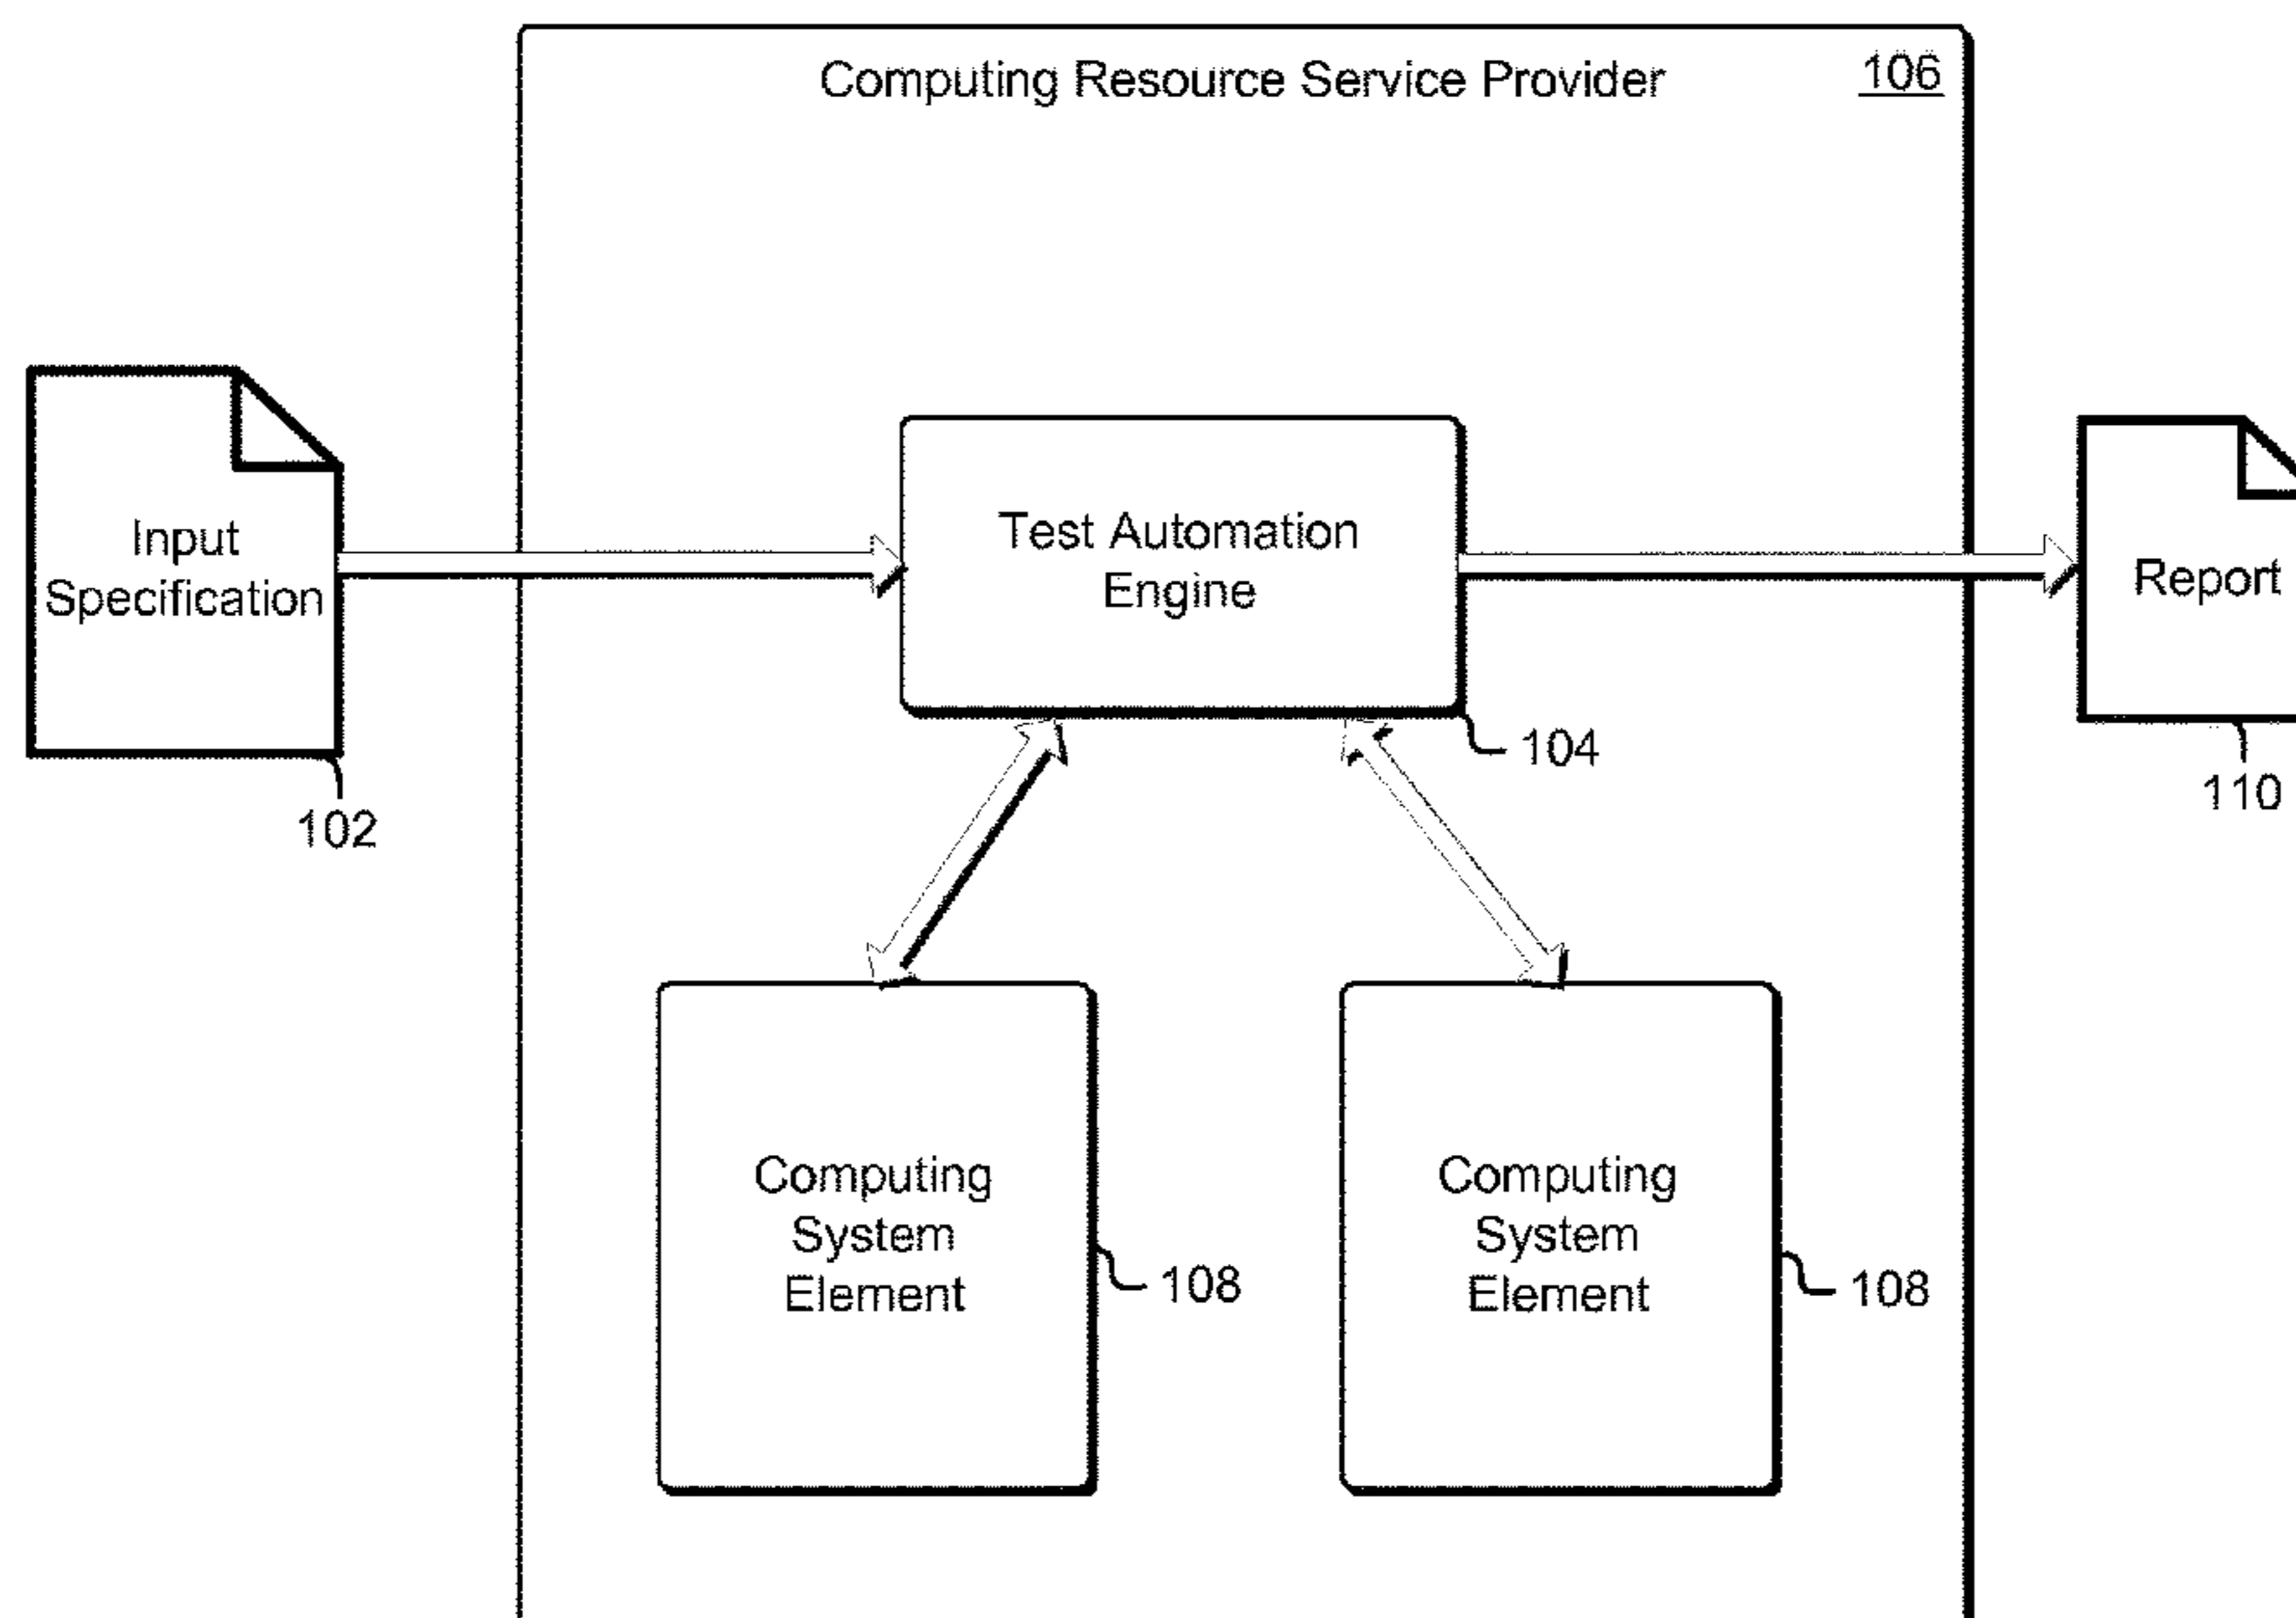 Computing Resource Service Provider
106
Input
Specification
102
Test Automation
Engine
104
Report
110
Computing
System
Element
108
Computing
System
Element
108